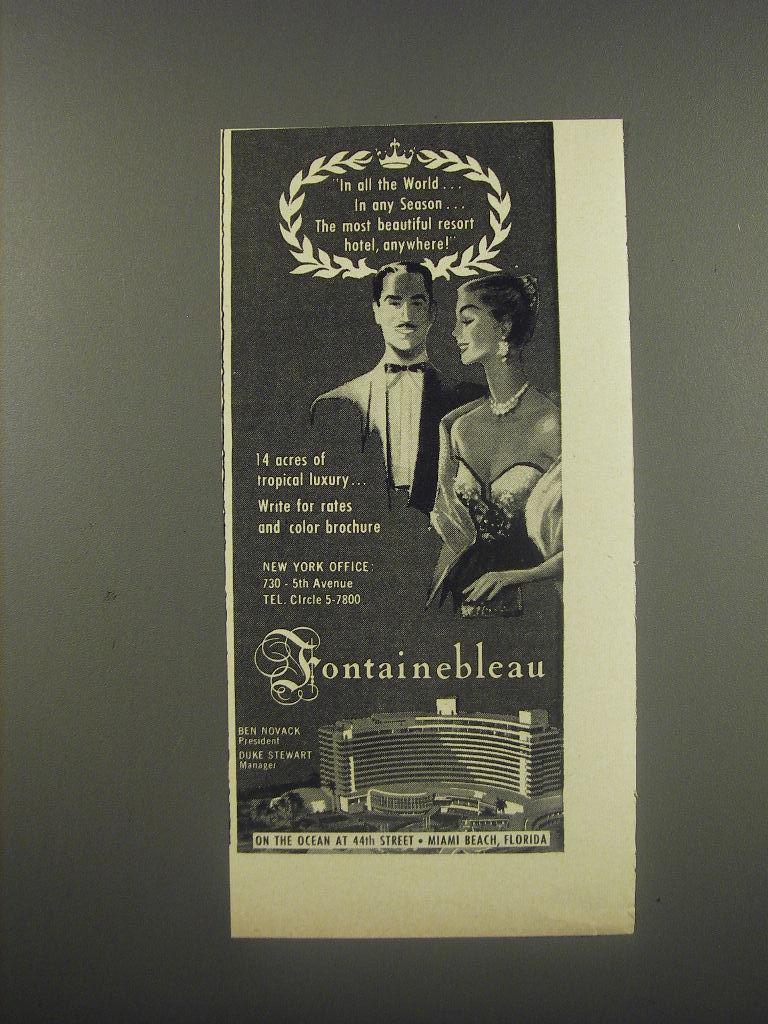 "In all the World...
In any Season...
The most beautiful resort
hotel, anywhere!"
14 acres of
tropical luxury...
Write for rates
and color brochure
NEW YORK OFFICE:
730 - 5th Avenue
TEL. CIrcle 5-7800
Fontainebleau
BEN NOVACK
President
DUKE STEWART
Manager
ON THE OCEAN AT 44th STREET • MIAMI BEACH, FLORIDA